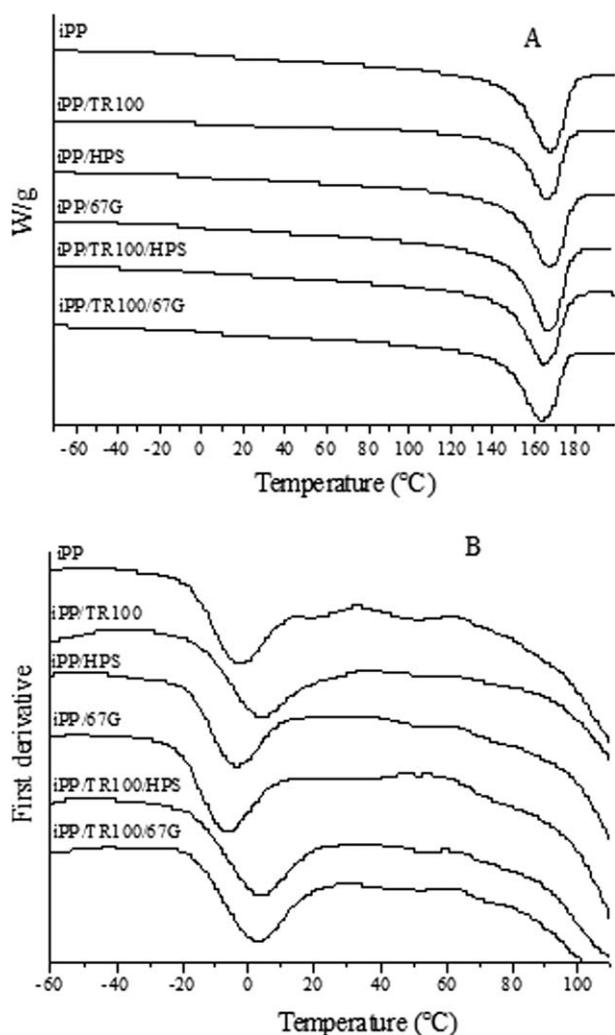 iPP
A
iPP/TR100
iPP/HPS
iPP/67G
iPP/TR100/HPS
iPP/TR100/67G
W/g
-60 -40 -20 0 20 40 60 80 100 120 140 160 180
Temperature (°C)
iPP
B
iPP/TR100
iPP/HPS
iPP/67G
iPP/TR100/HPS
iPP/TR100/67G
First derivative
-60 -40 -20 0 20 40 60 80 100
Temperature (°C)